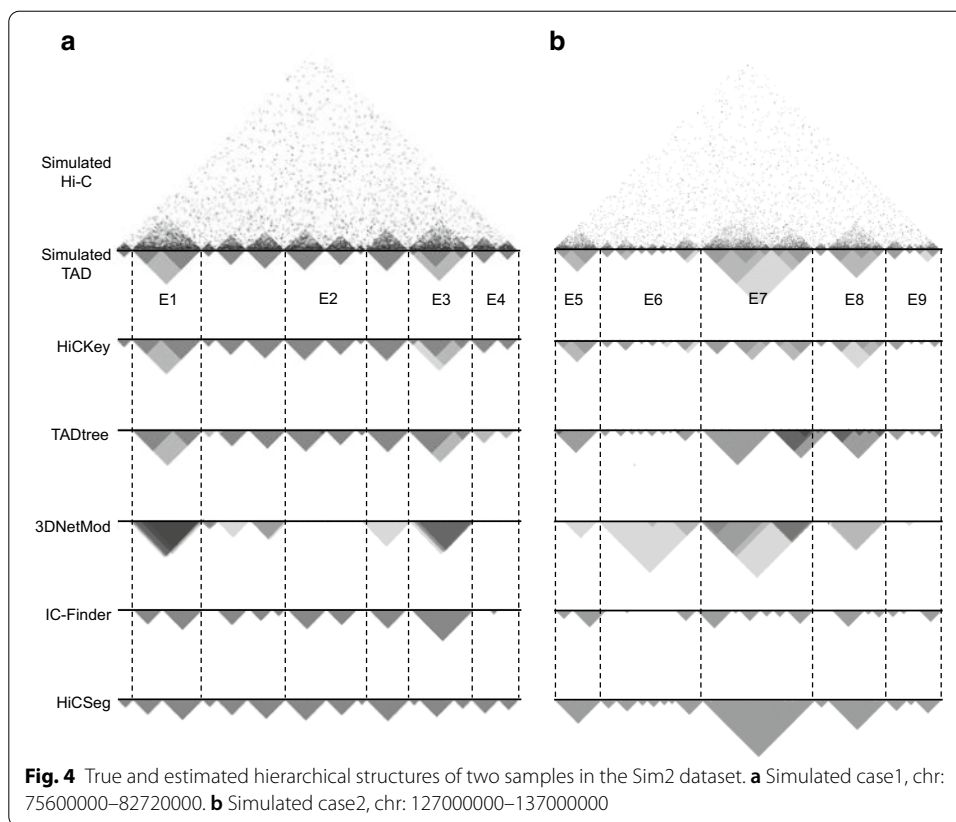 a
b
Simulated
Hi-C
Simulated
TAD
E1
E2
E3
E4
E5
E6
E7
E8
E9
HiCKey
TADtree
3DNetMod
IC-Finder
HiCSeg
Fig. 4 True and estimated hierarchical structures of two samples in the Sim2 dataset. a Simulated case1, chr:
75600000–82720000. b Simulated case2, chr: 127000000–137000000